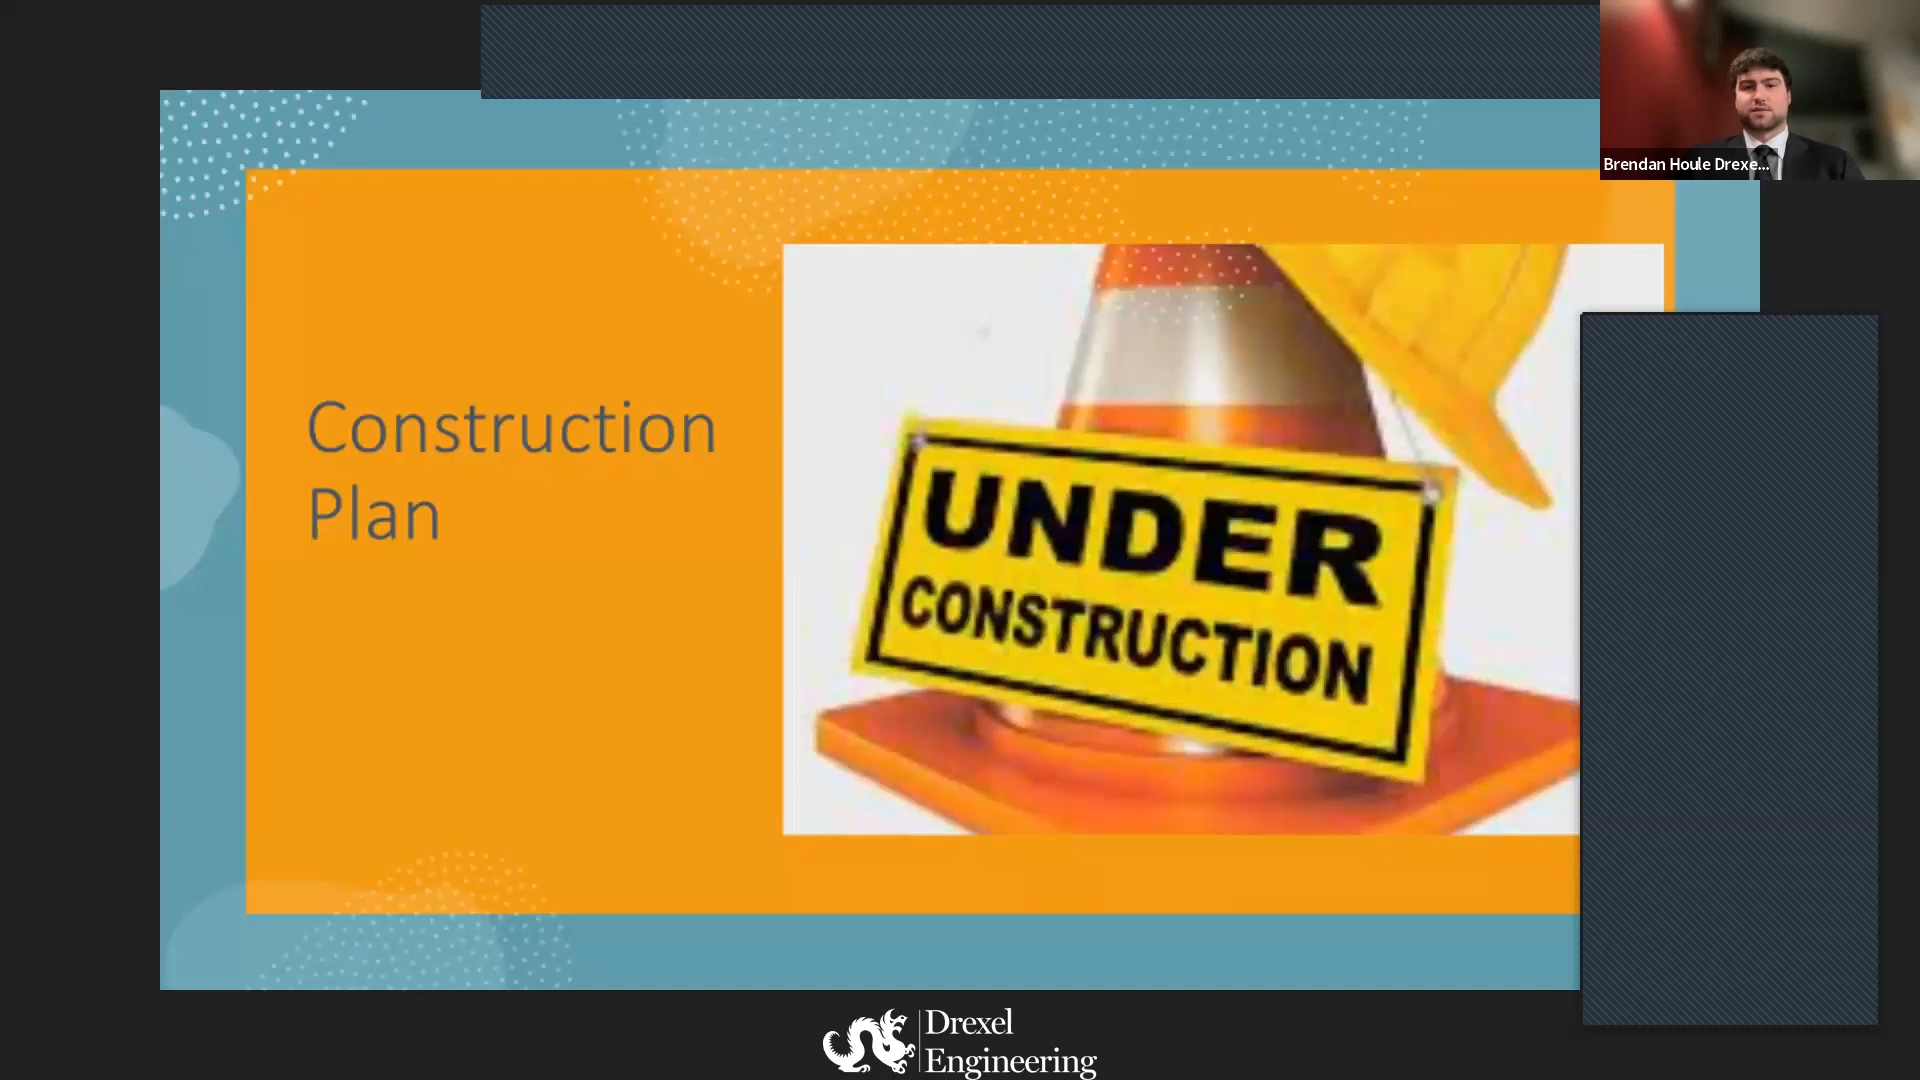 Brendan Houle Drexe...
Construction
Plan
UNDER
CONSTRUCTION
Drexel
Engineering